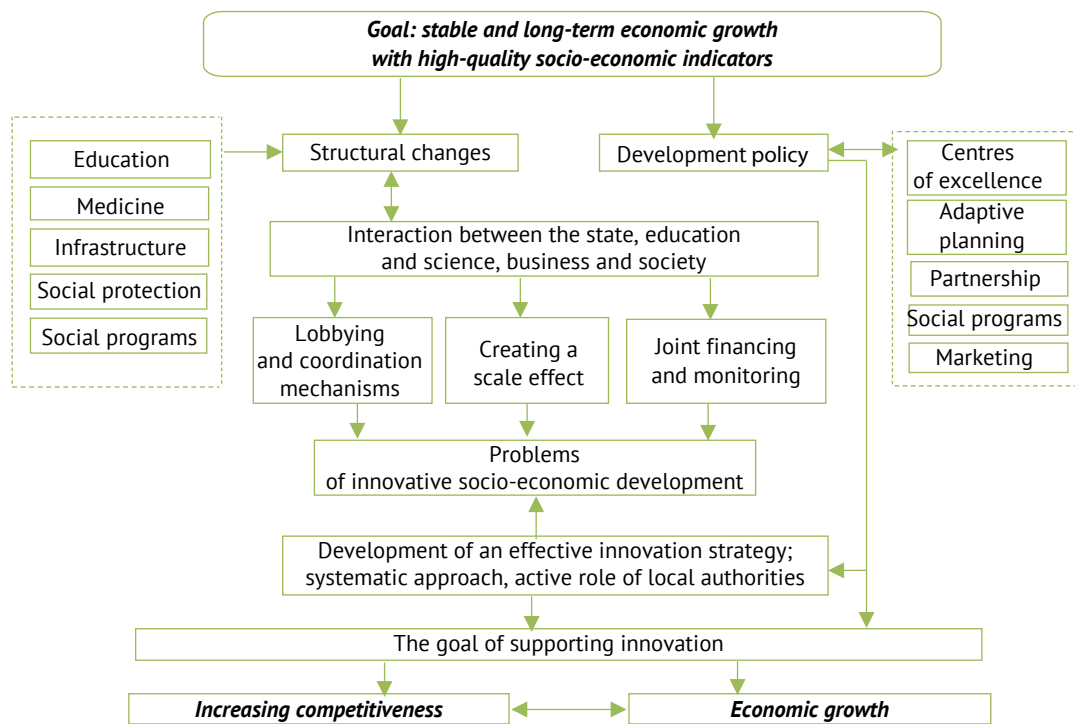 Goal: stable and long-term economic growth
with high-quality socio-economic indicators
Education
Medicine
Infrastructure
Social protection
Social programs
Structural changes
Development policy
Centres
of excellence
Adaptive
planning
Partnership
Social programs
Marketing
Interaction between the state, education
and science, business and society
Lobbying
and coordination
mechanisms
Creating a
scale effect
Joint financing
and monitoring
Problems
of innovative socio-economic development
Development of an effective innovation strategy;
systematic approach, active role of local authorities
The goal of supporting innovation
Increasing competitiveness
Economic growth